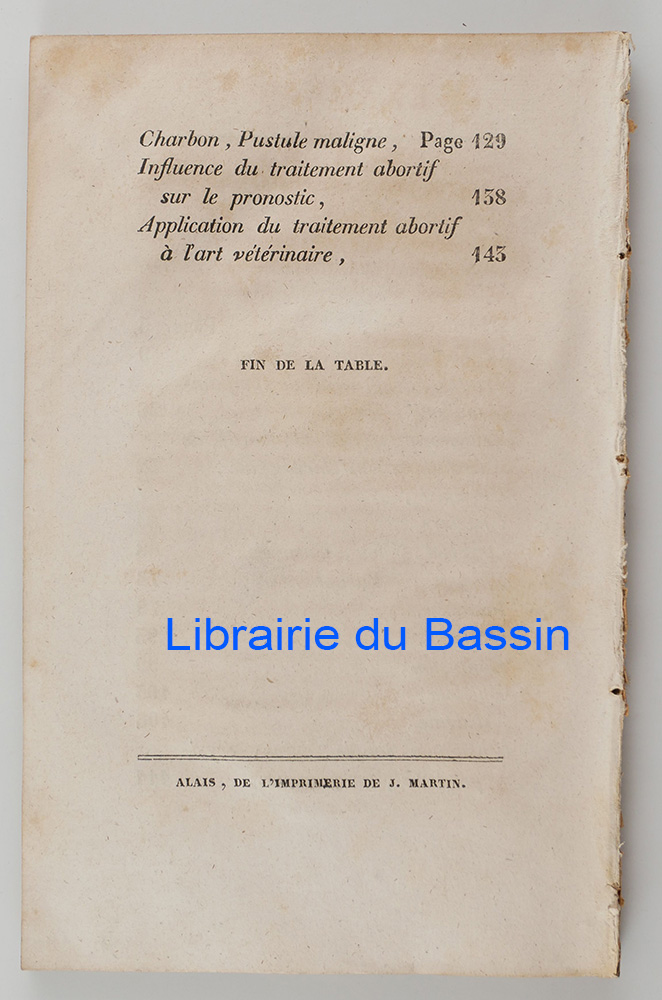 Charbon, Pustule maligne, Page 129
Influence du traitement abortif
sur le pronostic, 138
Application du traitement abortif
à l'art vétérinaire, 143
FIN DE LA TABLE.
Librairie du Bassin
ALAIS, DE L'IMPRIMERIE DE J. MARTIN.